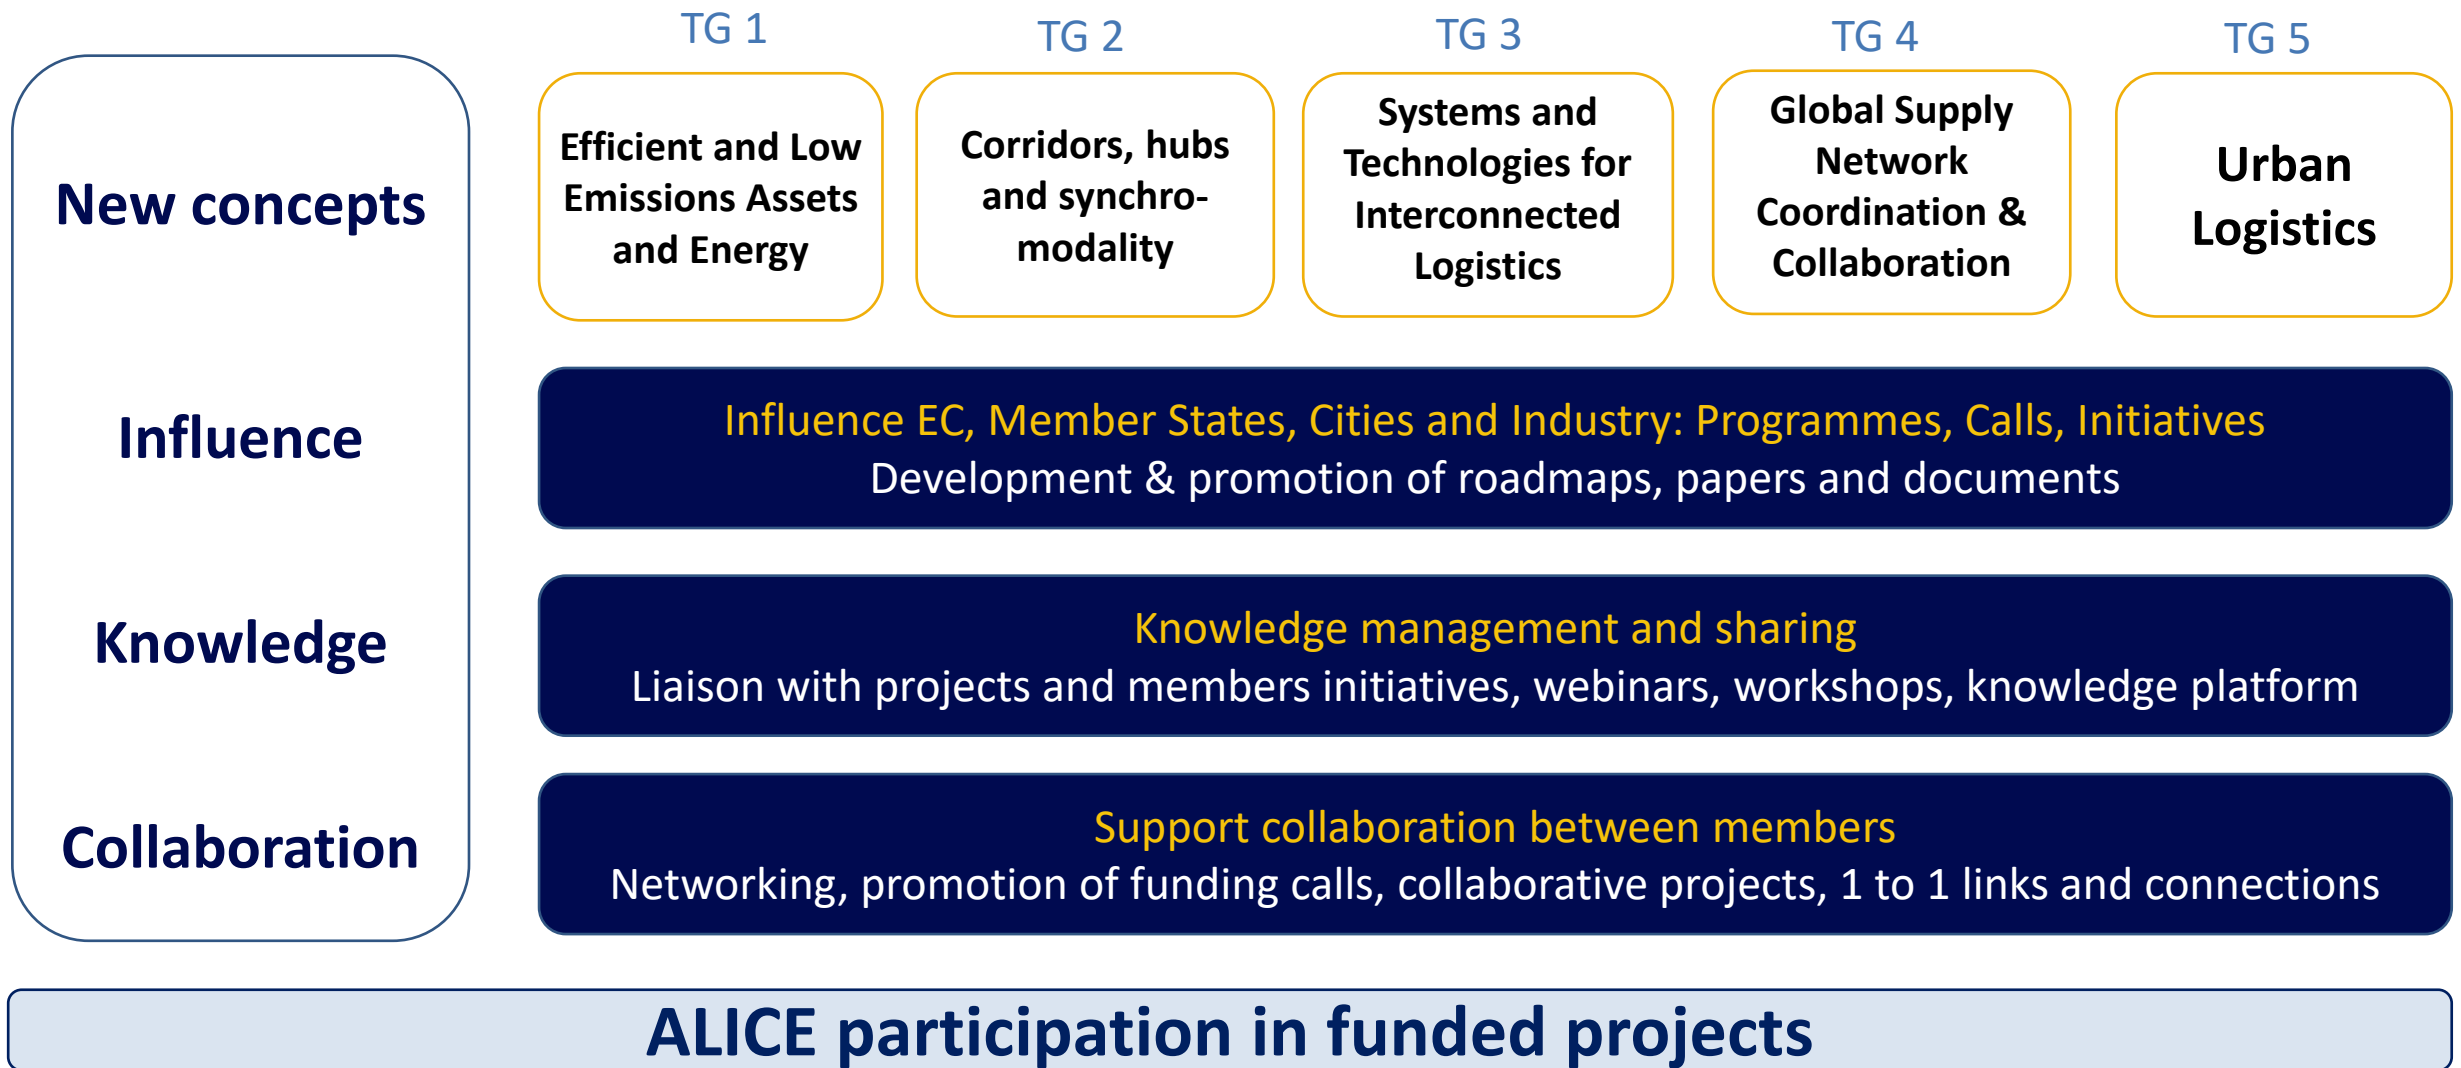 TG 1
TG 2
TG 3
TG 4
TG 5
New concepts
Efficient and Low
Emissions Assets
and Energy
Corridors, hubs
and synchro-
modality
Systems and
Technologies for
Interconnected
Logistics
Global Supply
Network
Coordination &
Collaboration
Urban
Logistics
Influence
Influence EC, Member States, Cities and Industry: Programmes, Calls, Initiatives
Development & promotion of roadmaps, papers and documents
Knowledge
Knowledge management and sharing
Liaison with projects and members initiatives, webinars, workshops, knowledge platform
Collaboration
Support collaboration between members
Networking, promotion of funding calls, collaborative projects, 1 to 1 links and connections
ALICE participation in funded projects